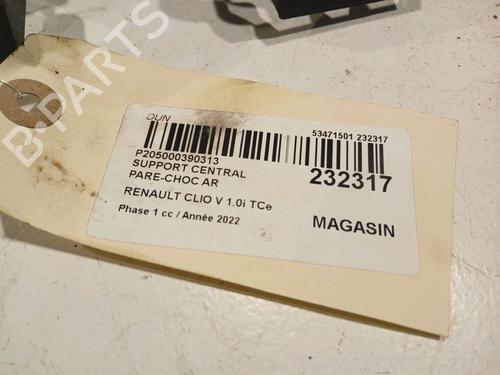 DUN
53471501 232317
P205000390313
SUPPORT CENTRAL
PARE-CHOC AR
232317
RENAULT CLIO V 1.0i TCe
Phase 1 cc / Année 2022
MAGASIN
B-PARTS